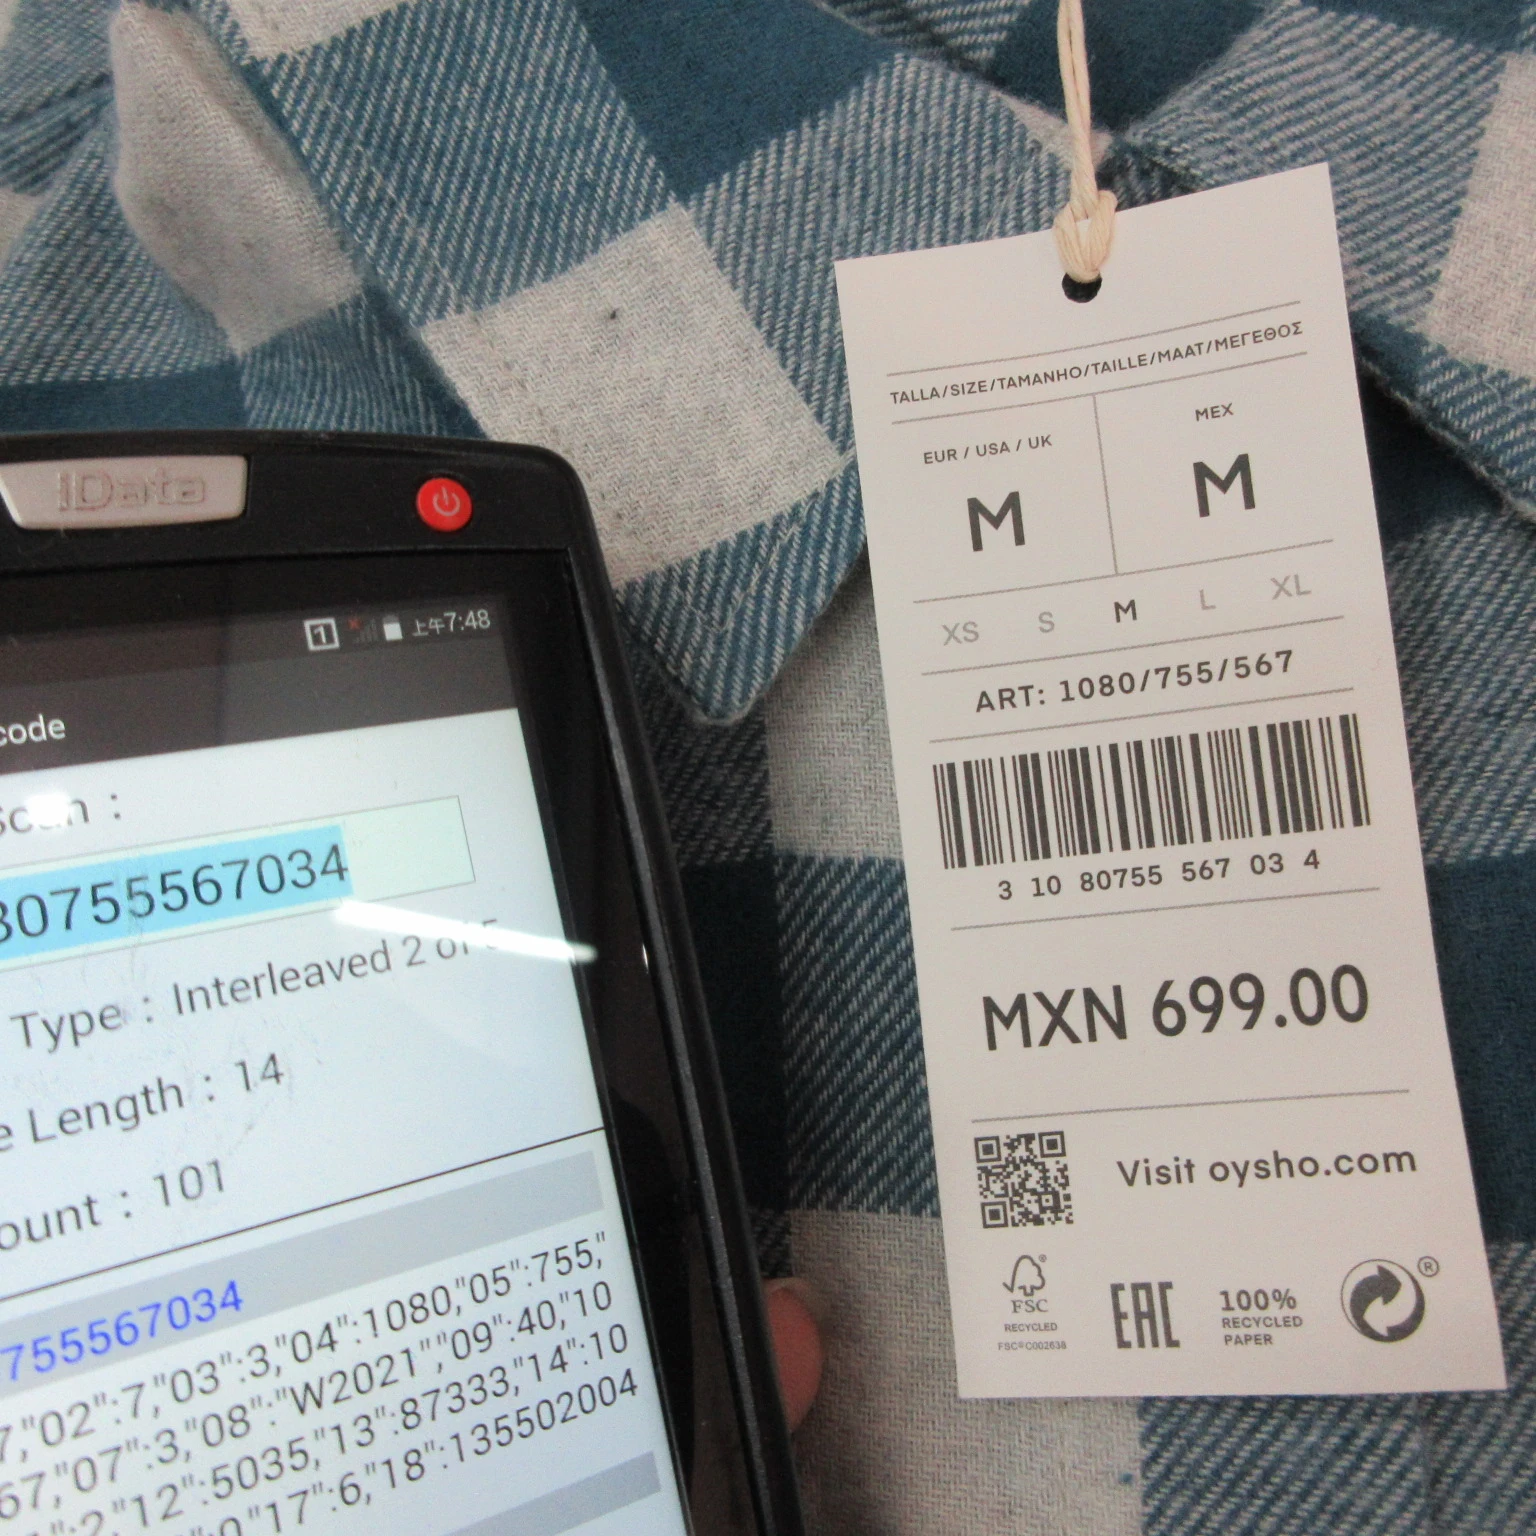 iData
1 上午7:48
code
Scan :
80755567034
Type : Interleaved 2 of 5
Length : 14
ount : 101
755567034
7,"02":7,"03":3,"04":1080,"05":755,"
67,"07":3,"08":"W2021","09":40,"10
":2,"12":5035,"13":87333,"14":10
0,"17":6,"18":135502004
TALLA/SIZE/TAMANHO/TAILLE/MAAT/ΜΕΓΕΘΟΣ
EUR / USA / UK
MEX
M
M
XS S M L XL
ART: 1080/755/567
3 10 80755 567 03 4
MXN 699.00
Visit oysho.com
FSC
RECYCLED
FSC® C002638
EAC
100%
RECYCLED
PAPER
®